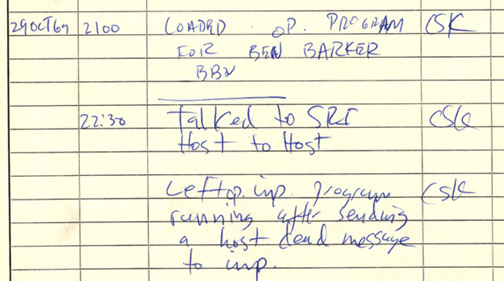 29OCT69 2100 LOADED OP. PROGRAM CSK
FOR BEN BARKER
BBN
22:30 Talked to SRI CSK
Host to Host
Left op. imp. program CSK
running after sending
a host dead message
to imp.